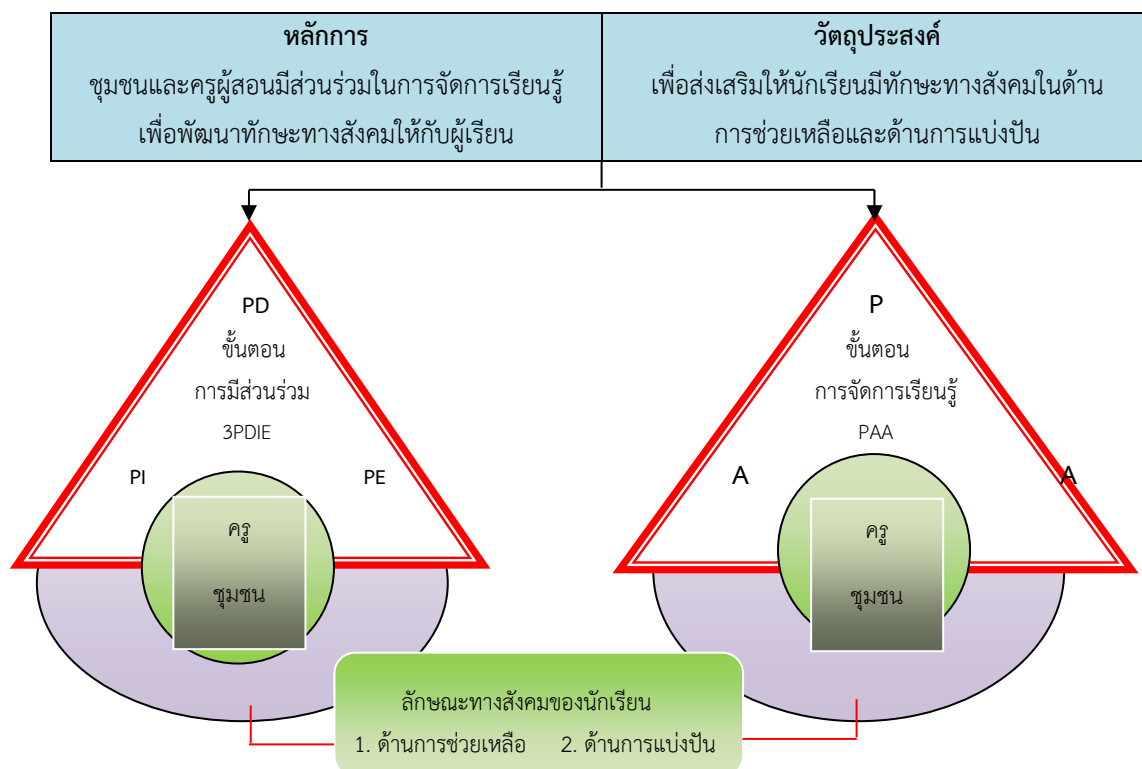 หลักการ
ชุมชนและครูผู้สอนมีส่วนร่วมในการจัดการเรียนรู้
เพื่อพัฒนาทักษะทางสังคมให้กับผู้เรียน
วัตถุประสงค์
เพื่อส่งเสริมให้นักเรียนมีทักษะทางสังคมในด้าน
การช่วยเหลือและด้านการแบ่งปัน
PD
ขั้นตอน
การมีส่วนร่วม
3PDIE
PI
PE
ครู
ชุมชน
P
ขั้นตอน
การจัดการเรียนรู้
PAA
A
A
ครู
ชุมชน
ลักษณะทางสังคมของนักเรียน
1. ด้านการช่วยเหลือ 2. ด้านการแบ่งปัน